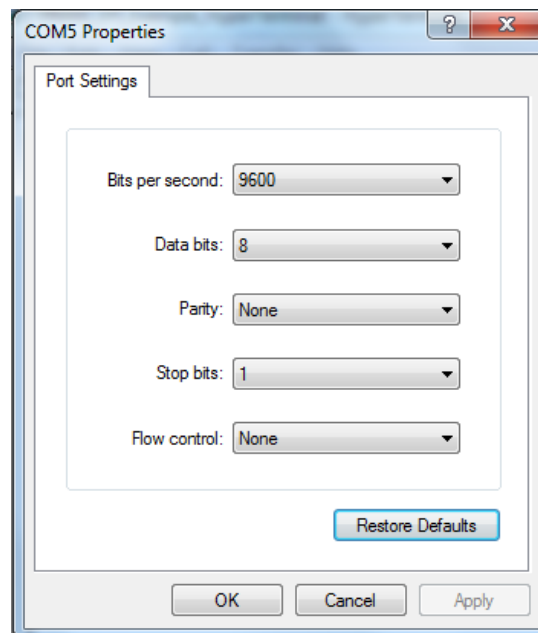 COM5 Properties
?
X
Port Settings
Bits per second: 9600
Data bits: 8
Parity: None
Stop bits: 1
Flow control: None
Restore Defaults
OK Cancel Apply